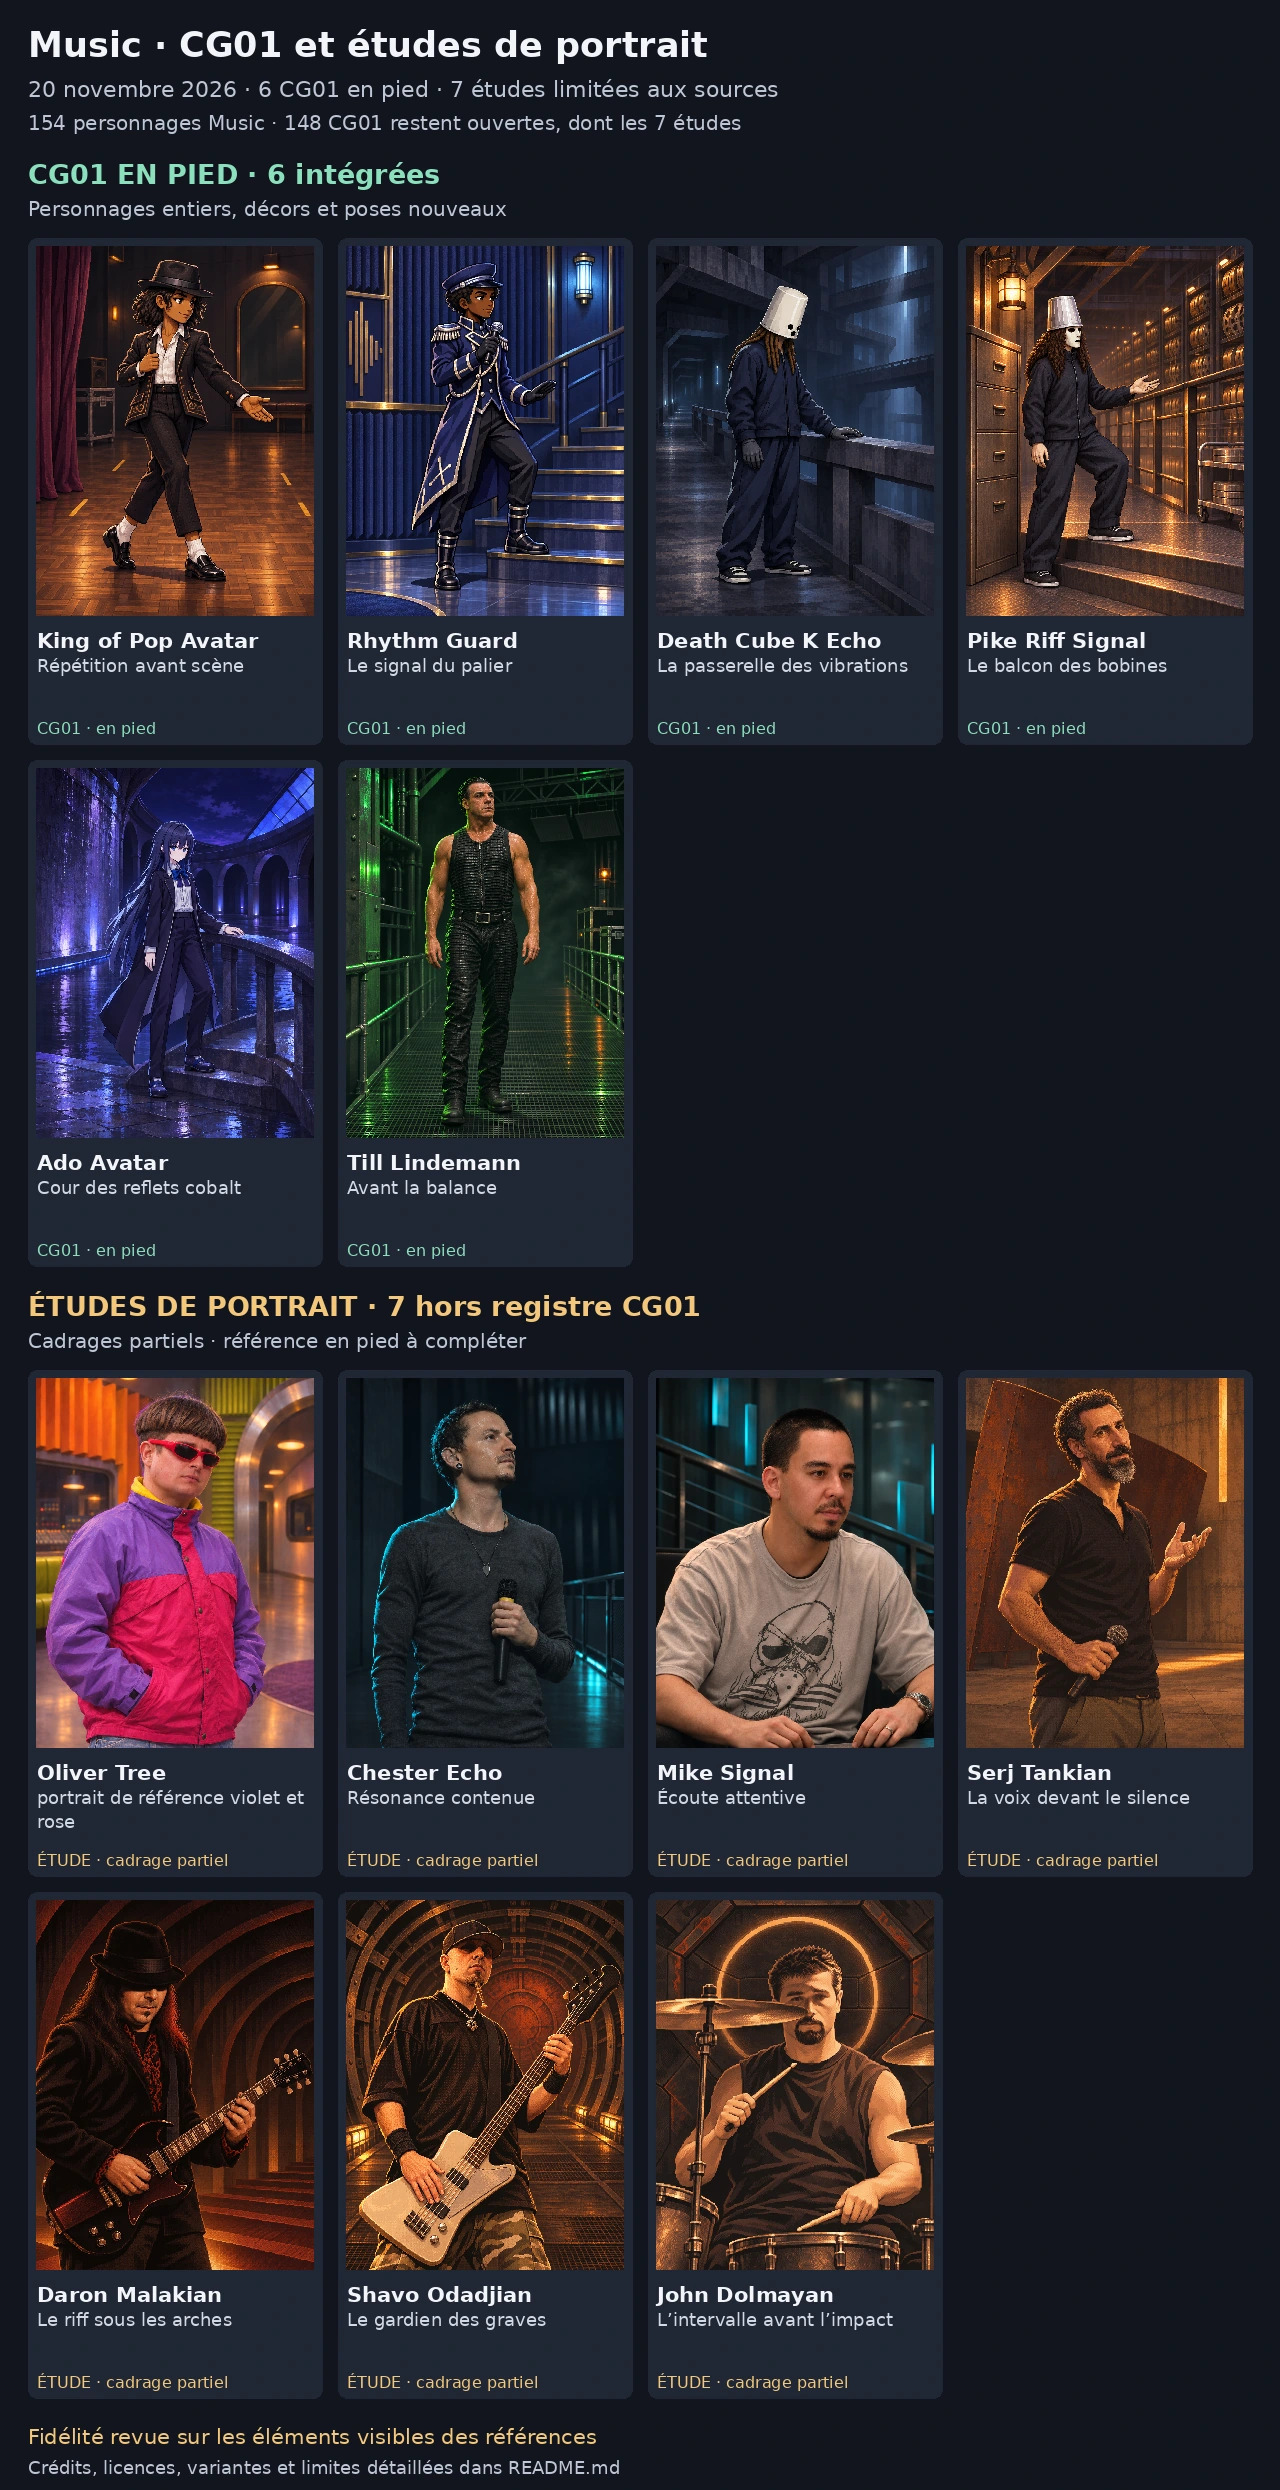 Music · CG01 et études de portrait
20 novembre 2026 · 6 CG01 en pied · 7 études limitées aux sources
154 personnages Music · 148 CG01 restent ouvertes, dont les 7 études
CG01 EN PIED · 6 intégrées
Personnages entiers, décors et poses nouveaux
King of Pop Avatar
Répétition avant scène
CG01 · en pied
Rhythm Guard
Le signal du palier
CG01 · en pied
Death Cube K Echo
La passerelle des vibrations
CG01 · en pied
Pike Riff Signal
Le balcon des bobines
CG01 · en pied
Ado Avatar
Cour des reflets cobalt
CG01 · en pied
Till Lindemann
Avant la balance
CG01 · en pied
ÉTUDES DE PORTRAIT · 7 hors registre CG01
Cadrages partiels · référence en pied à compléter
Oliver Tree
portrait de référence violet et
rose
ÉTUDE · cadrage partiel
Chester Echo
Résonance contenue
ÉTUDE · cadrage partiel
Mike Signal
Écoute attentive
ÉTUDE · cadrage partiel
Serj Tankian
La voix devant le silence
ÉTUDE · cadrage partiel
Daron Malakian
Le riff sous les arches
ÉTUDE · cadrage partiel
Shavo Odadjian
Le gardien des graves
ÉTUDE · cadrage partiel
John Dolmayan
L’intervalle avant l’impact
ÉTUDE · cadrage partiel
Fidélité revue sur les éléments visibles des références
Crédits, licences, variantes et limites détaillées dans README.md